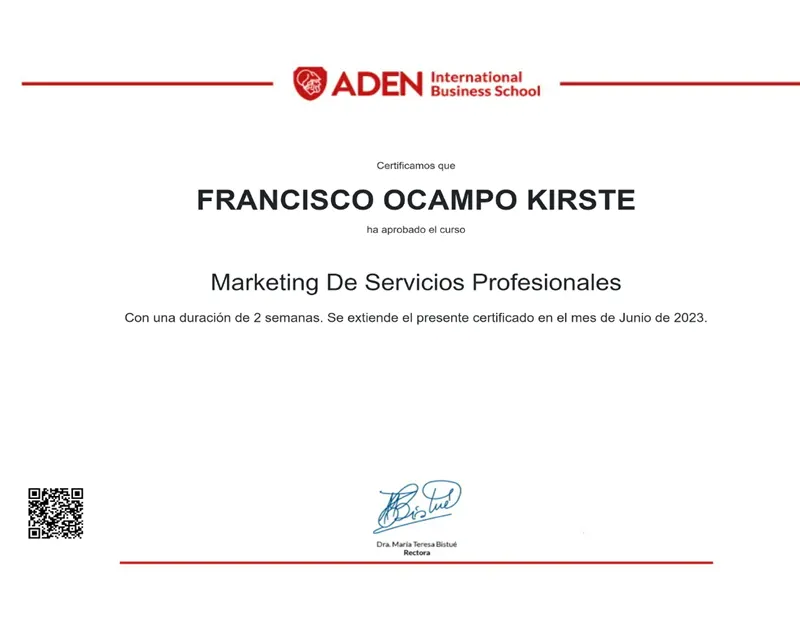 ADEN International
Business School
Certificamos que
FRANCISCO OCAMPO KIRSTE
ha aprobado el curso
Marketing De Servicios Profesionales
Con una duración de 2 semanas. Se extiende el presente certificado en el mes de Junio de 2023.
Bistué
Dra. María Teresa Bistué
Rectora